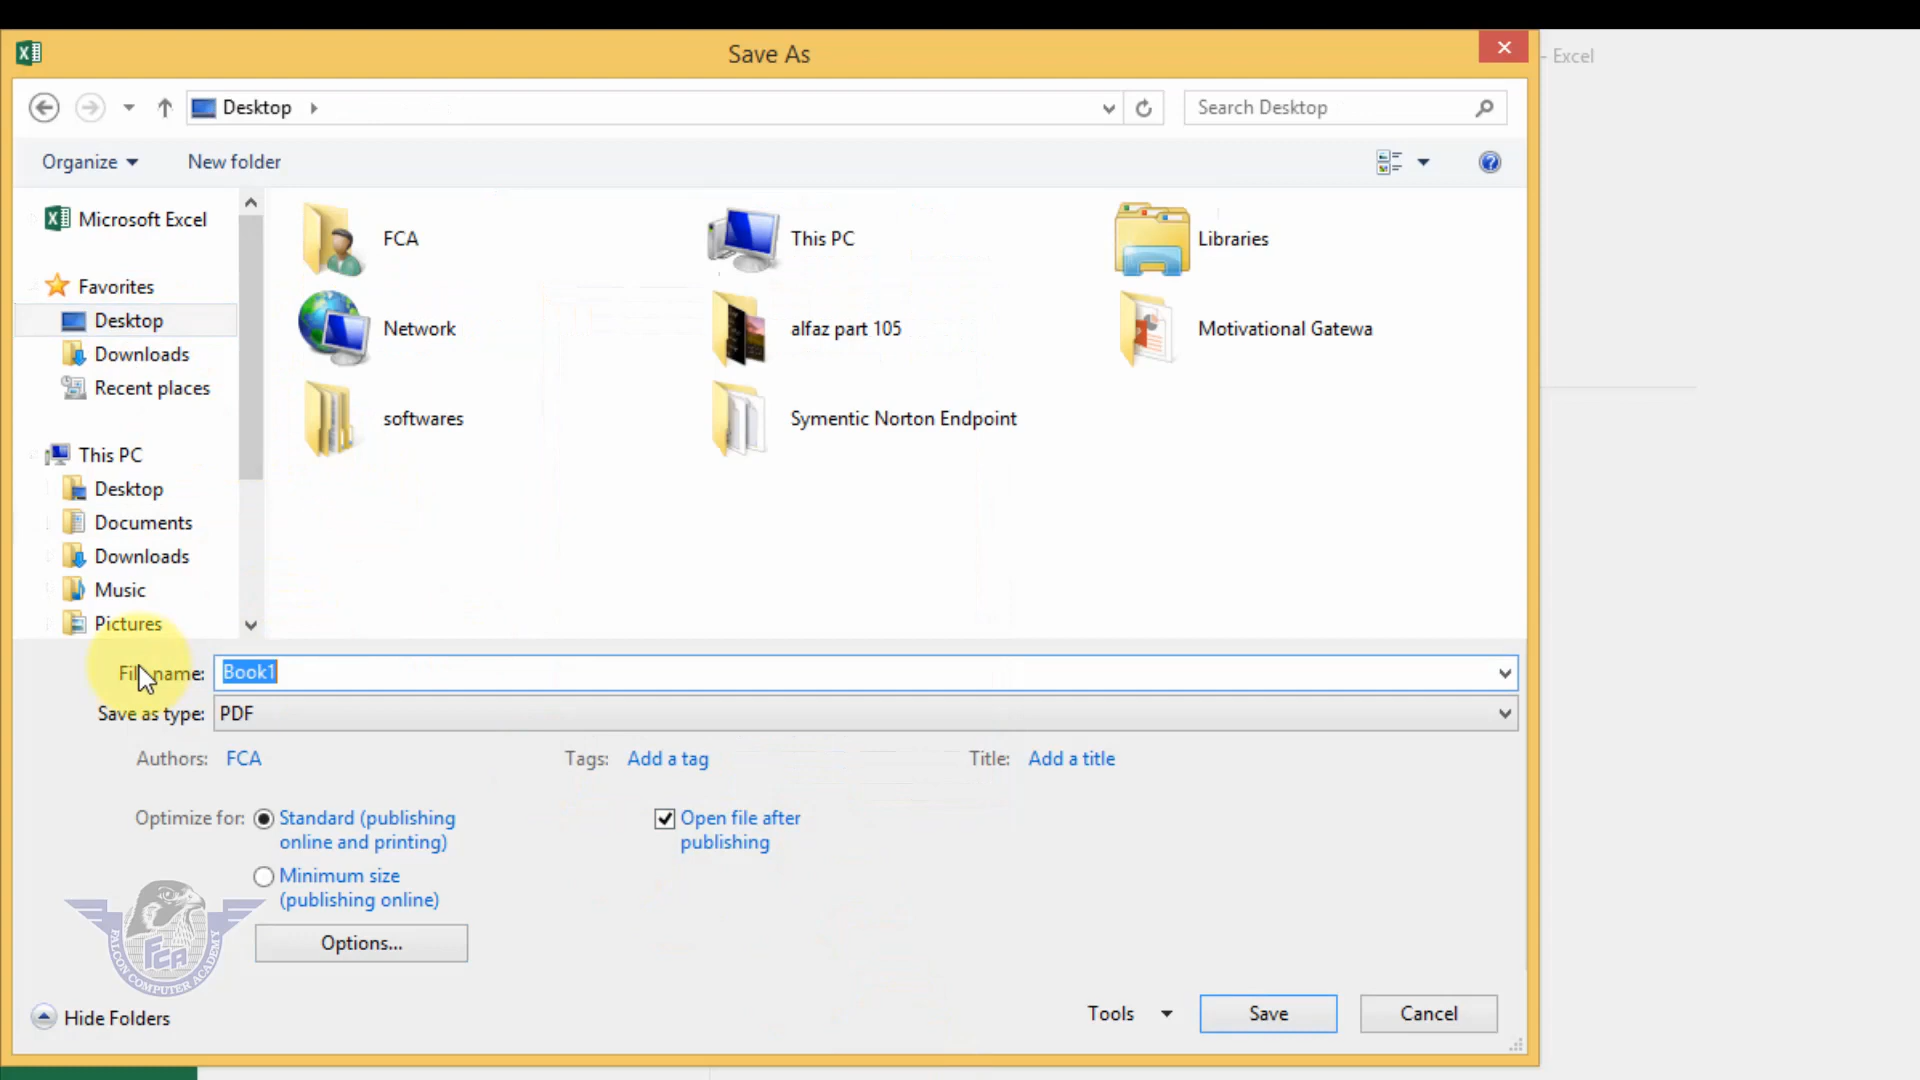 Save As
- Excel
Desktop
Search Desktop
Organize
New folder
Microsoft Excel
Favorites
Desktop
Downloads
Recent places
This PC
Desktop
Documents
Downloads
Music
Pictures
FCA
This PC
Libraries
Network
alfaz part 105
Motivational Gatewa
softwares
Symentic Norton Endpoint
File name:
Book1
Save as type:
PDF
Authors: FCA
Tags: Add a tag
Title: Add a title
Optimize for:
Standard (publishing
online and printing)
Minimum size
(publishing online)
Open file after
publishing
Options...
FCA
FALCON COMPUTER ACADEMY
Hide Folders
Tools
Save
Cancel